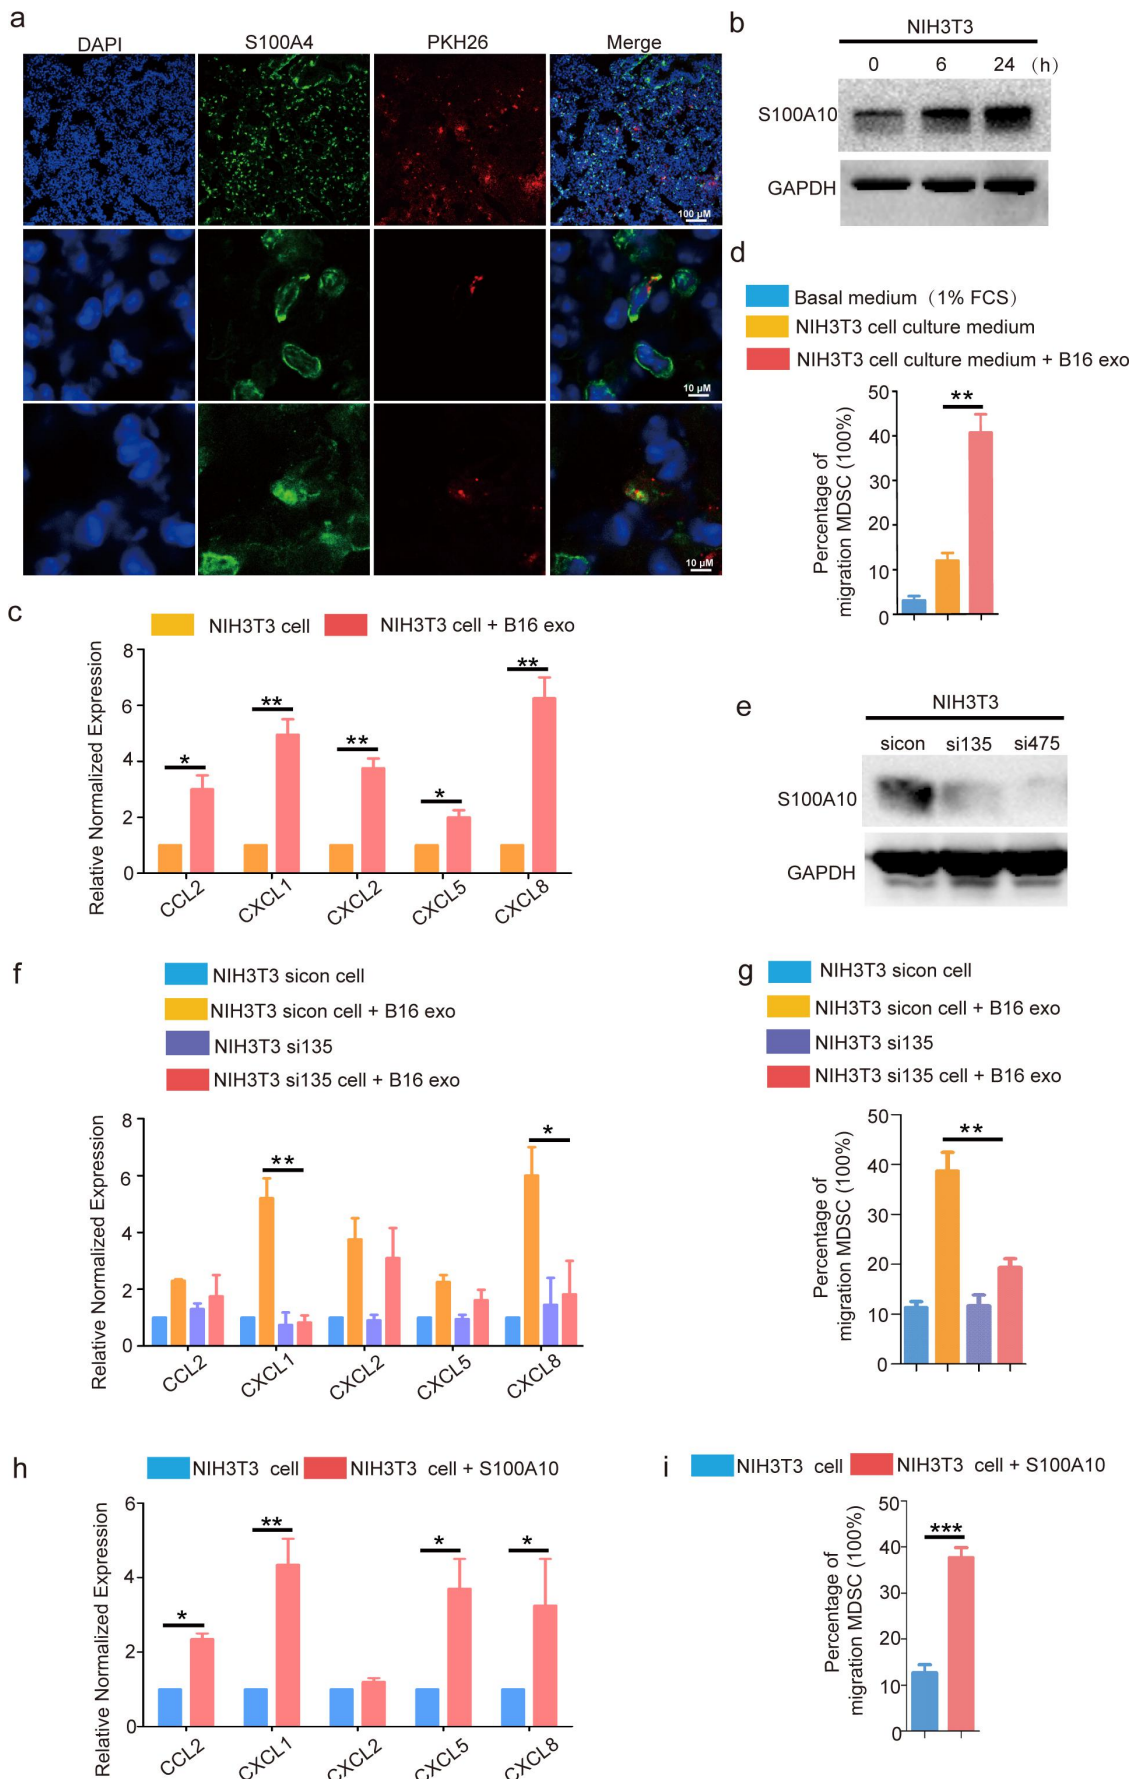 a
DAPI S100A4 PKH26 Merge
100 μM
10 μM
10 μM
b
NIH3T3
0 6 24 (h)
S100A10
GAPDH
d
Basal medium (1% FCS)
NIH3T3 cell culture medium
NIH3T3 cell culture medium + B16 exo
Percentage of
migration MDSC (100%)
50
40
30
20
10
0
**
c
NIH3T3 cell NIH3T3 cell + B16 exo
Relative Normalized Expression
8
6
4
2
0
* ** ** * **
CCL2 CXCL1 CXCL2 CXCL5 CXCL8
e
NIH3T3
sicon si135 si475
S100A10
GAPDH
f
NIH3T3 sicon cell
NIH3T3 sicon cell + B16 exo
NIH3T3 si135
NIH3T3 si135 cell + B16 exo
Relative Normalized Expression
8
6
4
2
0
** *
CCL2 CXCL1 CXCL2 CXCL5 CXCL8
g
NIH3T3 sicon cell
NIH3T3 sicon cell + B16 exo
NIH3T3 si135
NIH3T3 si135 cell + B16 exo
Percentage of
migration MDSC (100%)
50
40
30
20
10
0
**
h
NIH3T3 cell NIH3T3 cell + S100A10
Relative Normalized Expression
6
4
2
0
* ** * *
CCL2 CXCL1 CXCL2 CXCL5 CXCL8
i
NIH3T3 cell NIH3T3 cell + S100A10
Percentage of
migration MDSC (100%)
50
40
30
20
10
0
***